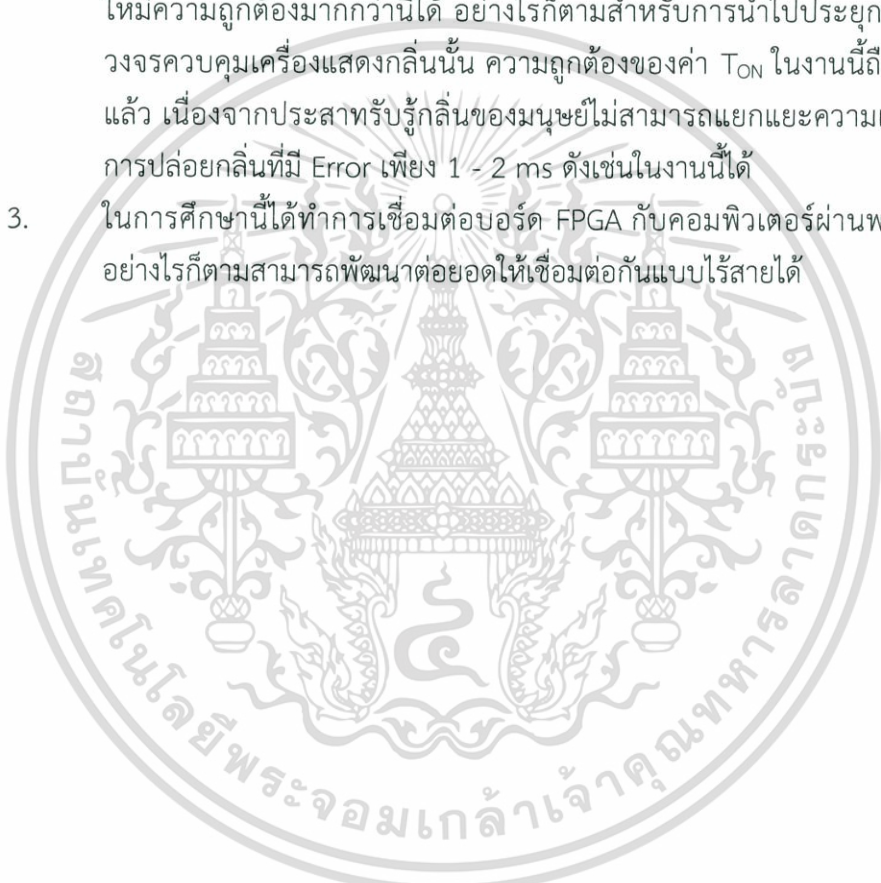 ให้มีความถูกต้องมากกว่านี้ได้ อย่างไรก็ตามสำหรับการนำไปประยุก
วงจรควบคุมเครื่องแสดงกลิ่นนั้น ความถูกต้องของค่า TON ในงานนี้ถื
แล้ว เนื่องจากประสาทรับรู้กลิ่นของมนุษย์ไม่สามารถแยกแยะความแ
การปล่อยกลิ่นที่มี Error เพียง 1 - 2 ms ดังเช่นในงานนี้ได้
3. ในการศึกษานี้ได้ทำการเชื่อมต่อบอร์ด FPGA กับคอมพิวเตอร์ผ่านพ
อย่างไรก็ตามสามารถพัฒนาต่อยอดให้เชื่อมต่อกันแบบไร้สายได้
สถาบันเทคโนโลยีพระจอมเกล้าเจ้าคุณทหารลาดกระบัง